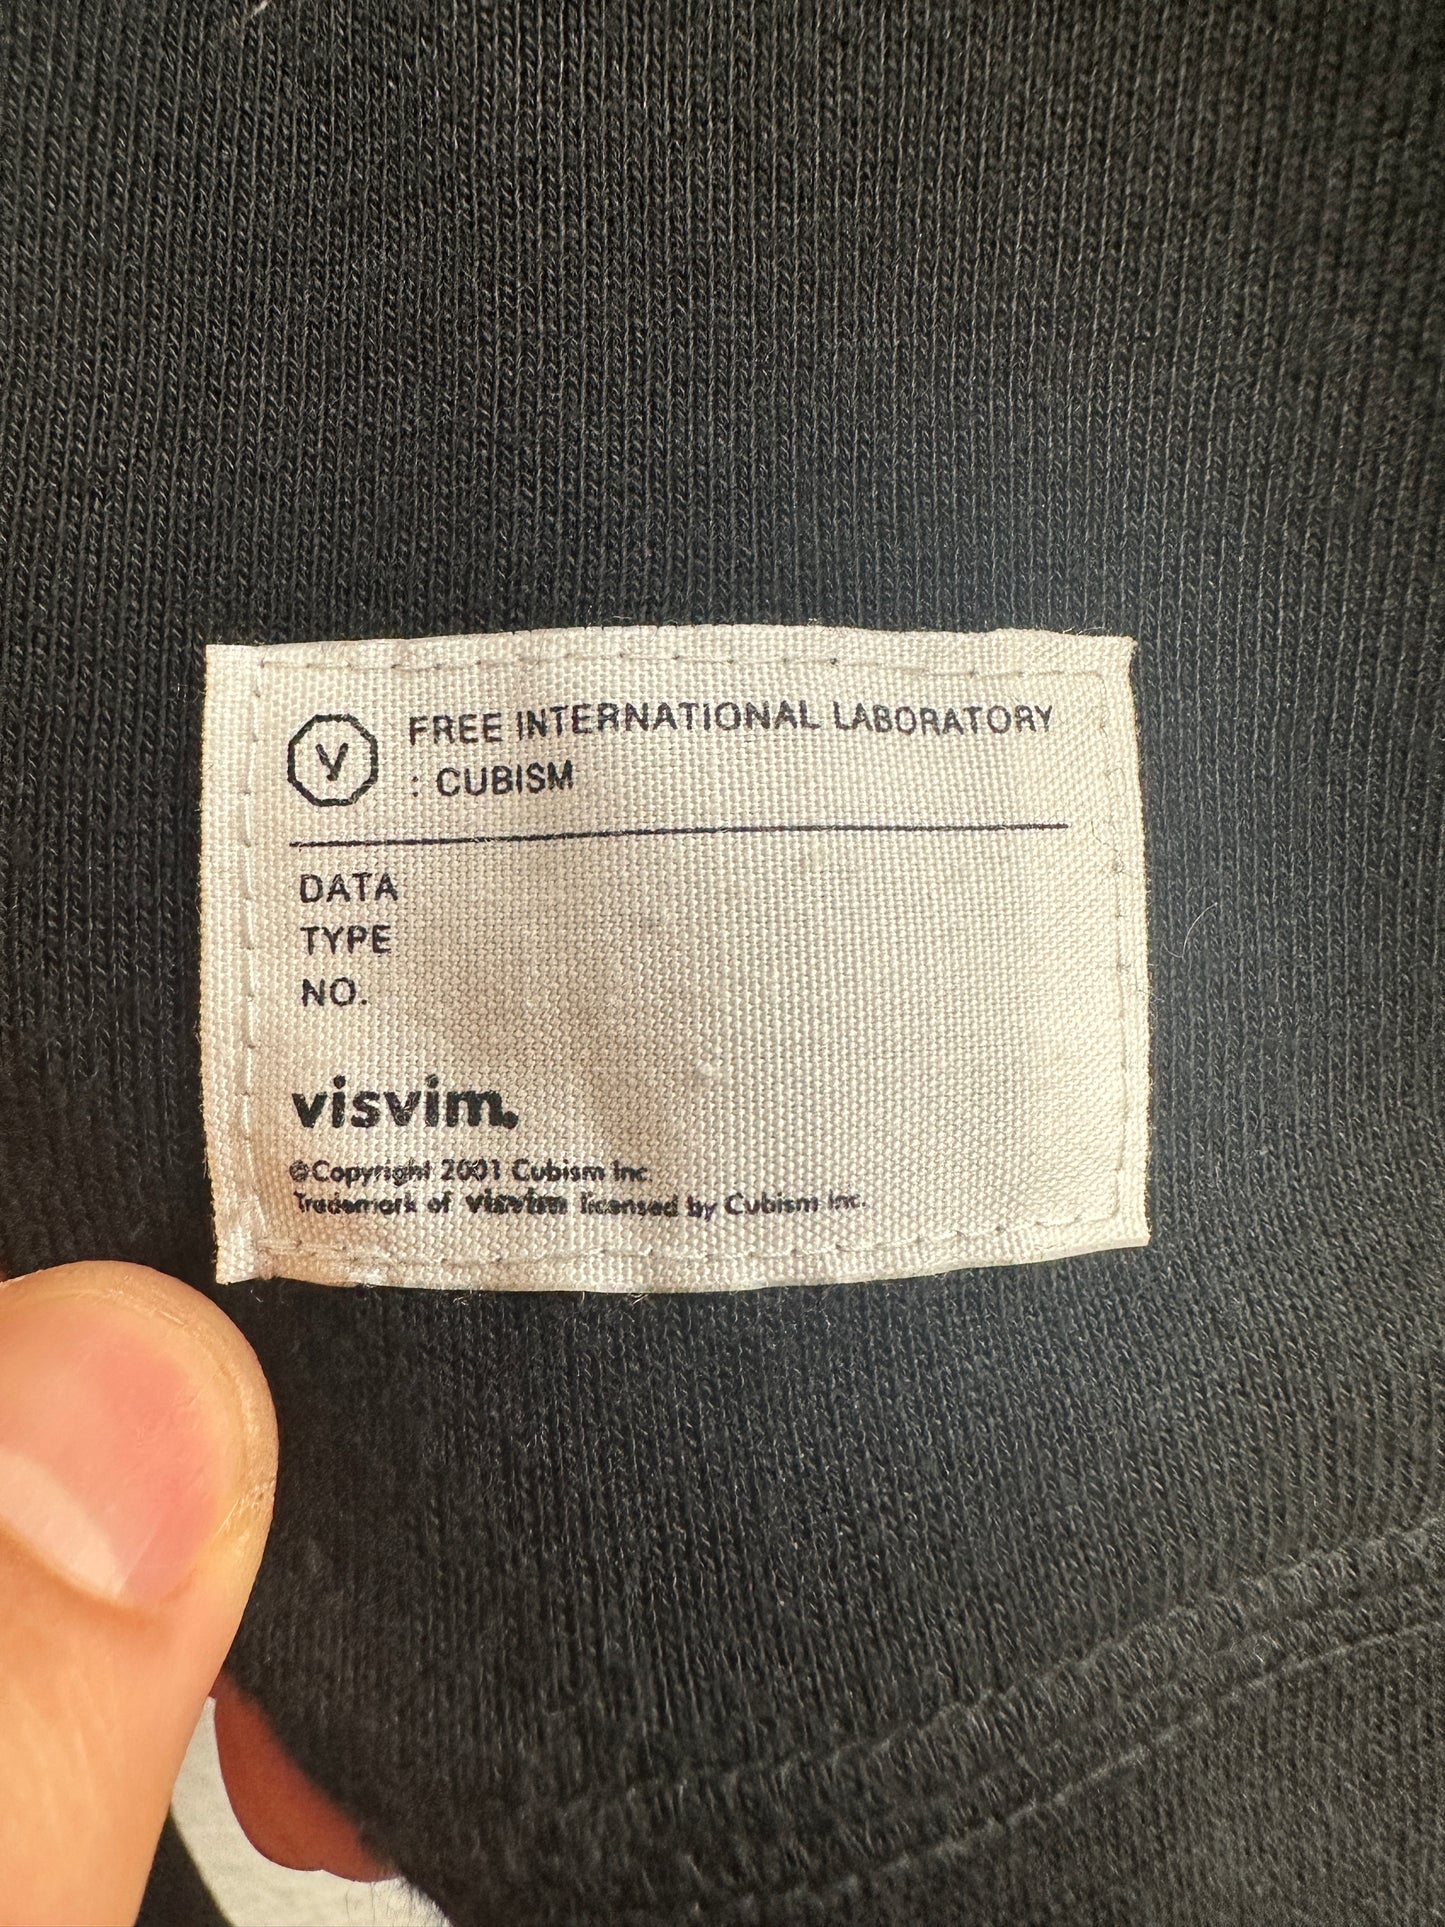 V FREE INTERNATIONAL LABORATORY
: CUBISM
DATA
TYPE
NO.
visvim.
©Copyright 2001 Cubism Inc.
Trademark of visvim licensed by Cubism Inc.